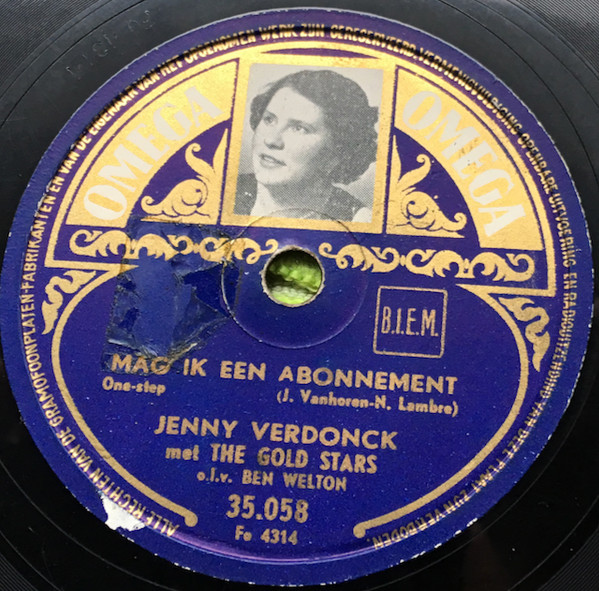 ALLE RECHTEN VAN DE GRAMOFOONPLATEN-FABRIKANTEN EN VAN DE EIGENAAR VAN HET OPGENOMEN WERK ZIJN GERESERVEERD. VERMENIGVULDIGING OPENBARE UITVOERING EN RADIOUITZENDING VAN DEZE PLAAT ZIJN VERBODEN.
OMEGA OMEGA
B.I.E.M.
MAG IK EEN ABONNEMENT
One-step
(J. Vanhoren-N. Lambre)
JENNY VERDONCK
met THE GOLD STARS
o.l.v. BEN WELTON
35.058
Fo 4314